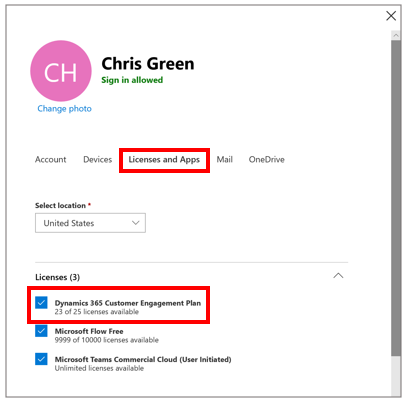 CH
Chris Green
Sign in allowed
Change photo
Account Devices Licenses and Apps Mail OneDrive
Select location *
United States
Licenses (3)
Dynamics 365 Customer Engagement Plan
23 of 25 licenses available
Microsoft Flow Free
9999 of 10000 licenses available
Microsoft Teams Commercial Cloud (User Initiated)
Unlimited licenses available